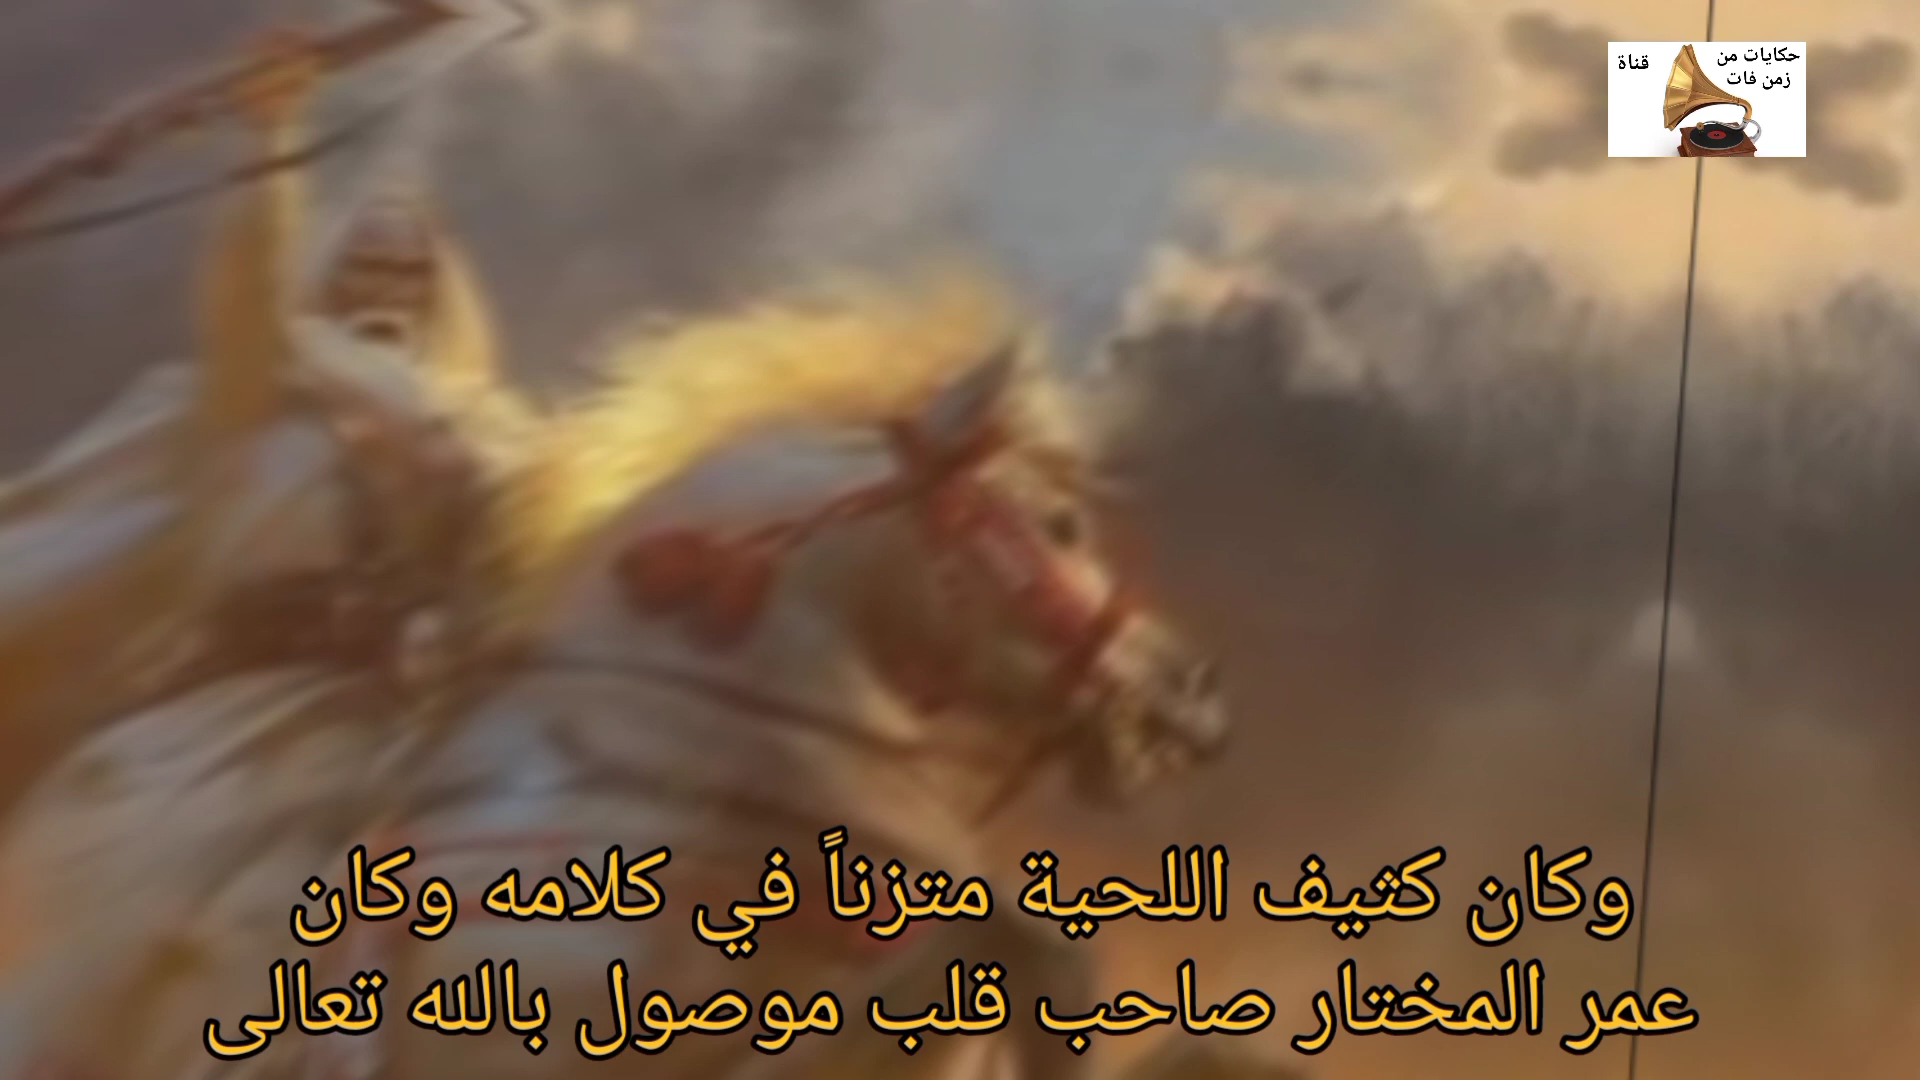 قناة
حكايات من
زمن فات
وكان كثيف اللحية متزناً في كلامه وكان
عمر المختار صاحب قلب موصول بالله تعالى